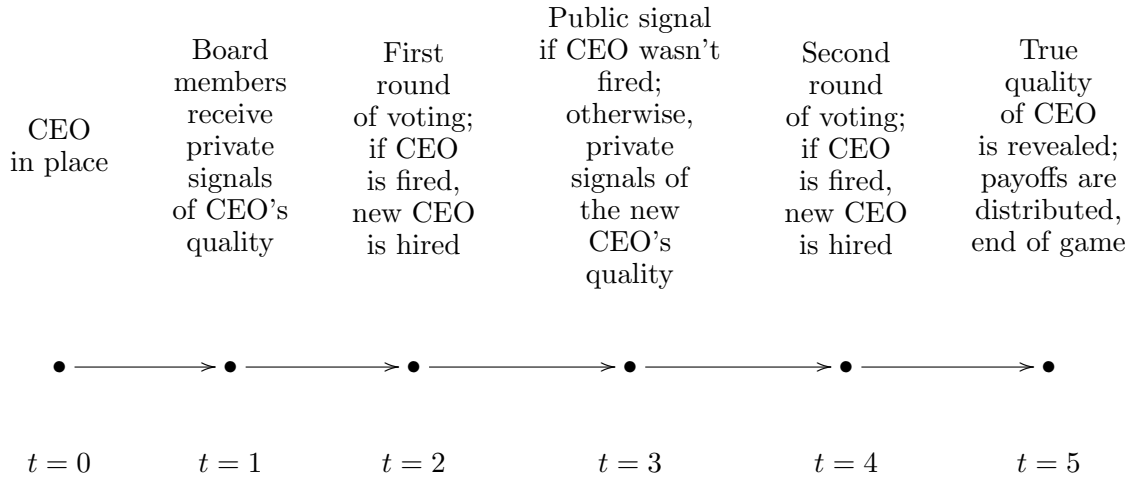 CEO
in place
Board
members
receive
private
signals
of CEO's
quality
First
round
of voting;
if CEO
is fired,
new CEO
is hired
Public signal
if CEO wasn't
fired;
otherwise,
private
signals of
the new
CEO's
quality
Second
round
of voting;
if CEO
is fired,
new CEO
is hired
True
quality
of CEO
is revealed;
payoffs are
distributed,
end of game
t = 0
t = 1
t = 2
t = 3
t = 4
t = 5